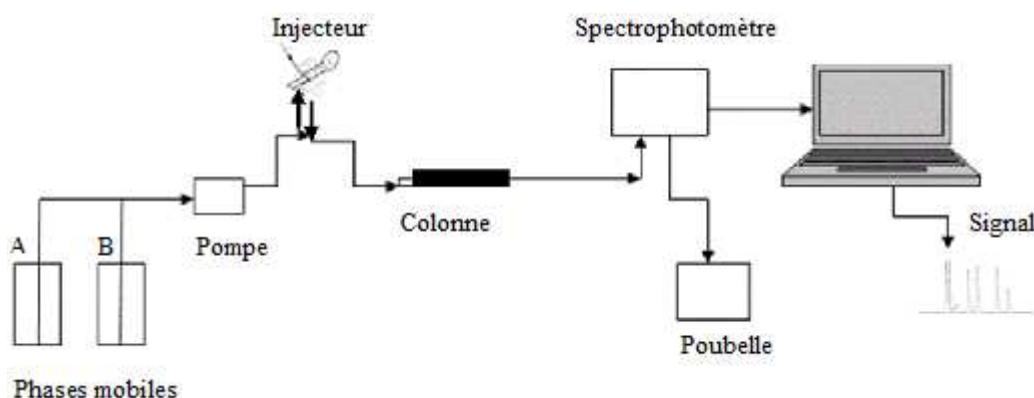 Injecteur
Spectrophotomètre
Colonne
Signal
A
B
Pompe
Poubelle
Phases mobiles